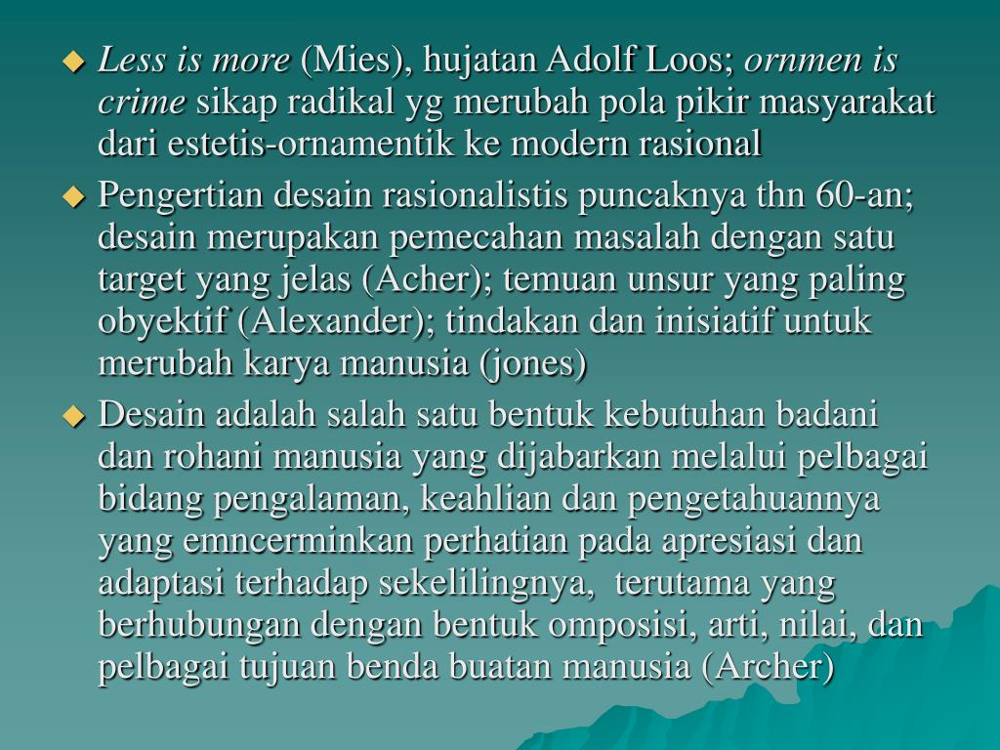 Less is more (Mies), hujatan Adolf Loos; ornmen is
crime sikap radikal yg merubah pola pikir masyarakat
dari estetis-ornamentik ke modern rasional
Pengertian desain rasionalistis puncaknya thn 60-an;
desain merupakan pemecahan masalah dengan satu
target yang jelas (Acher); temuan unsur yang paling
obyektif (Alexander); tindakan dan inisiatif untuk
merubah karya manusia (jones)
Desain adalah salah satu bentuk kebutuhan badani
dan rohani manusia yang dijabarkan melalui pelbagai
bidang pengalaman, keahlian dan pengetahuannya
yang emncerminkan perhatian pada apresiasi dan
adaptasi terhadap sekelilingnya,  terutama yang
berhubungan dengan bentuk omposisi, arti, nilai, dan
pelbagai tujuan benda buatan manusia (Archer)